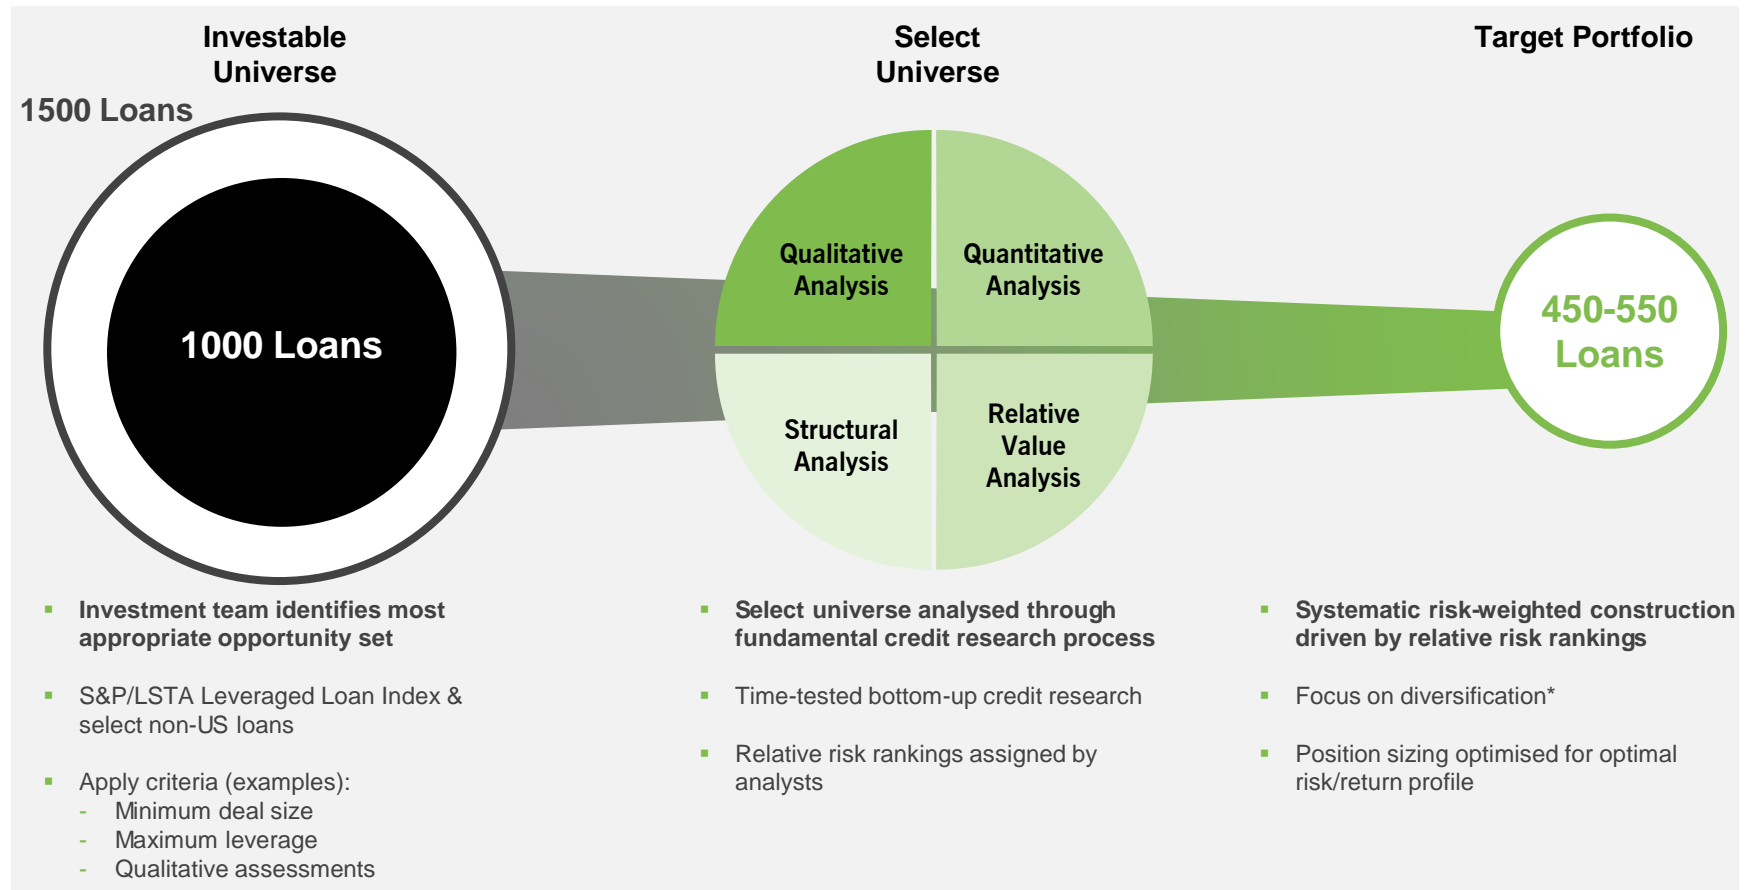 Investable
Universe
1500 Loans
1000 Loans
Select
Universe
Qualitative
Analysis
Quantitative
Analysis
Structural
Analysis
Relative
Value
Analysis
Target Portfolio
450-550
Loans
▪ Investment team identifies most
appropriate opportunity set
▪ S&P/LSTA Leveraged Loan Index &
select non-US loans
▪ Apply criteria (examples):
- Minimum deal size
- Maximum leverage
- Qualitative assessments
▪ Select universe analysed through
fundamental credit research process
▪ Time-tested bottom-up credit research
▪ Relative risk rankings assigned by
analysts
▪ Systematic risk-weighted construction
driven by relative risk rankings
▪ Focus on diversification*
▪ Position sizing optimised for optimal
risk/return profile